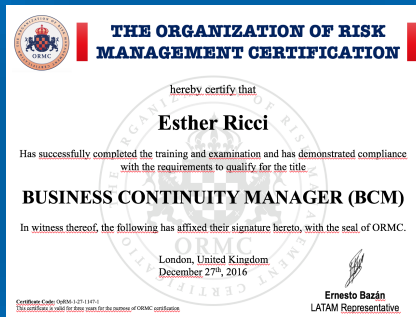 THE ORGANIZATION OF RISK
MANAGEMENT CERTIFICATION
ORMC
hereby certify that
Esther Ricci
Has successfully completed the training and examination and has demonstrated compliance
with the requirements to qualify for the title
BUSINESS CONTINUITY MANAGER (BCM)
In witness thereof, the following has affixed their signature hereto, with the seal of ORMC.
ORMC
London, United Kingdom
December 27th, 2016
Certificate Code: OpRM-1-27-1147-1
This certificate is valid for three years for the purpose of ORMC certification
Ernesto Bazán
LATAM Representative